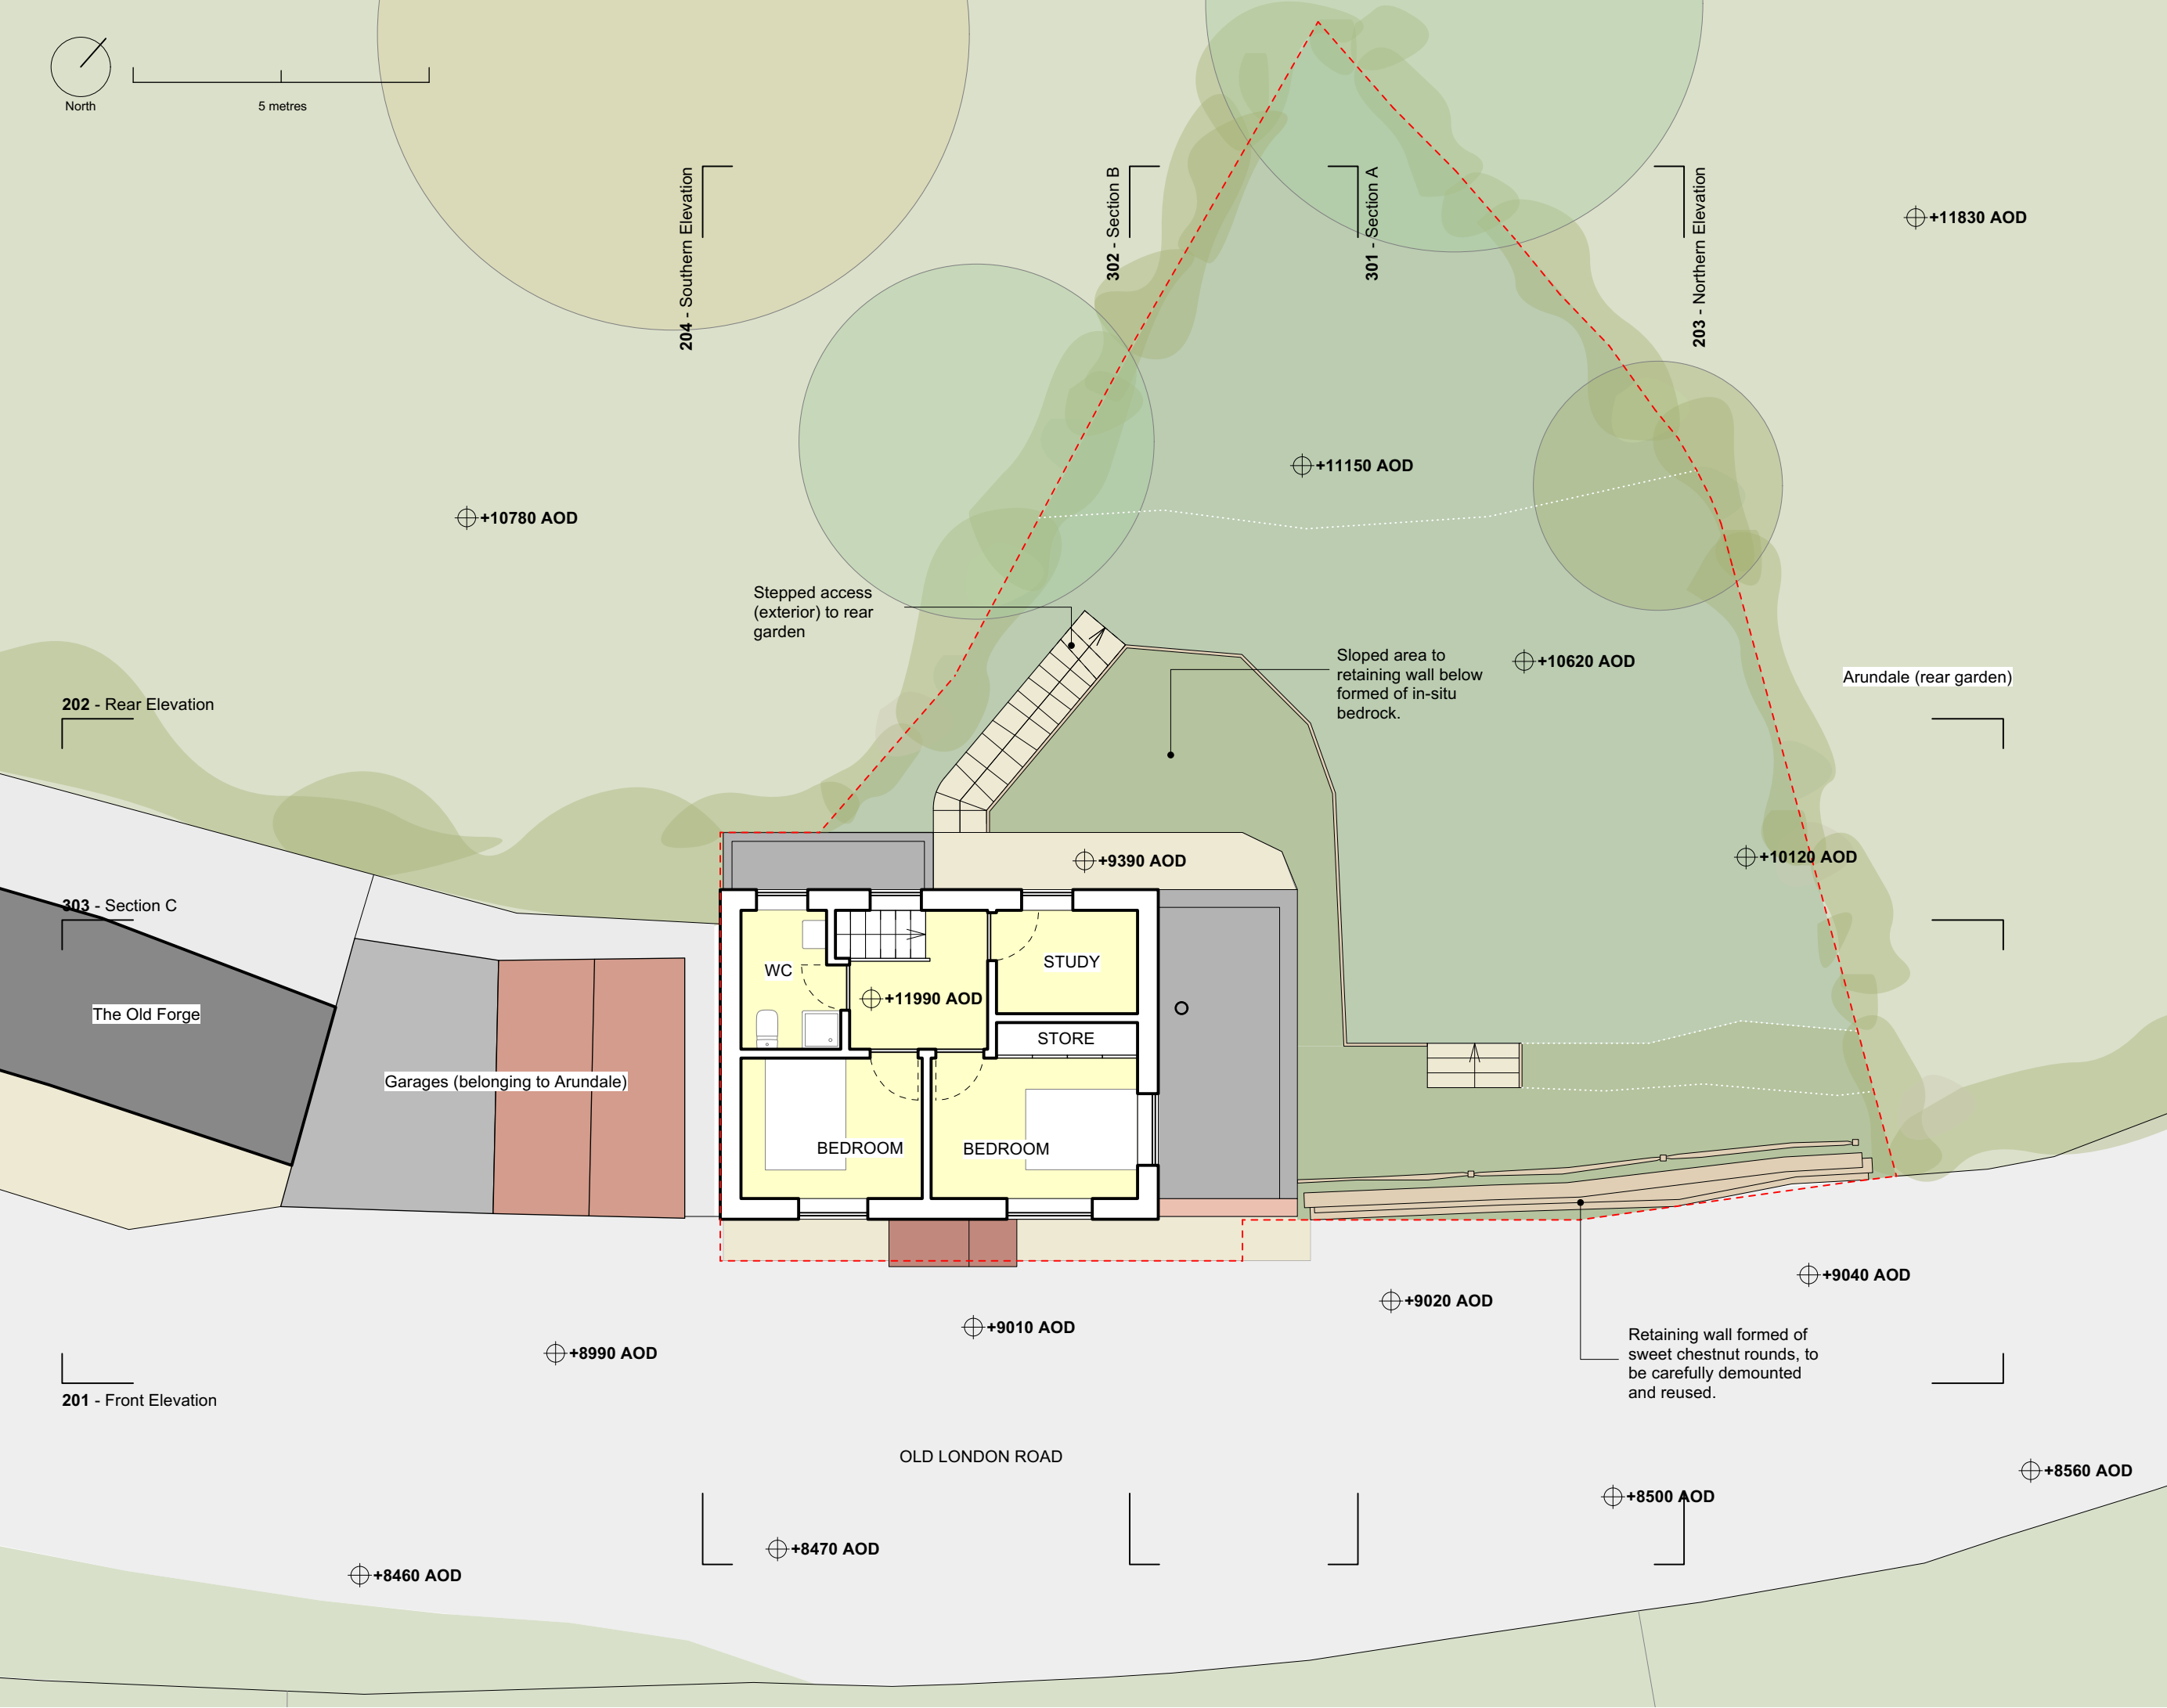 North
5 metres
204 - Southern Elevation
302 - Section B
301 - Section A
203 - Northern Elevation
+11830 AOD
+11150 AOD
+10780 AOD
Stepped access
(exterior) to rear
garden
Sloped area to
retaining wall below
formed of in-situ
bedrock.
+10620 AOD
Arundale (rear garden)
202 - Rear Elevation
+9390 AOD
+10120 AOD
303 - Section C
WC
STUDY
+11990 AOD
The Old Forge
STORE
Garages (belonging to Arundale)
BEDROOM
BEDROOM
+9040 AOD
+9020 AOD
+9010 AOD
+8990 AOD
Retaining wall formed of
sweet chestnut rounds, to
be carefully demounted
and reused.
201 - Front Elevation
OLD LONDON ROAD
+8560 AOD
+8500 AOD
+8470 AOD
+8460 AOD